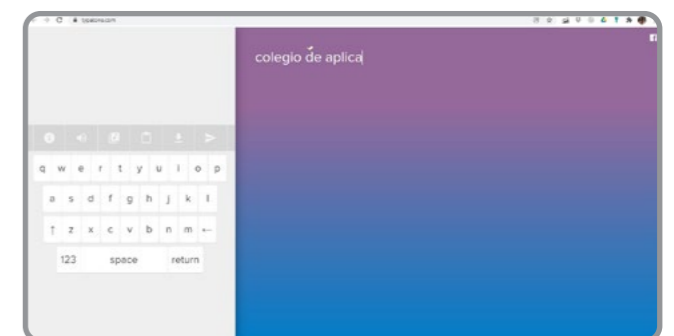 colegio de aplica
q w e r t y u i o p
a s d f g h j k l
↑ z x c v b n m ←
123 space return